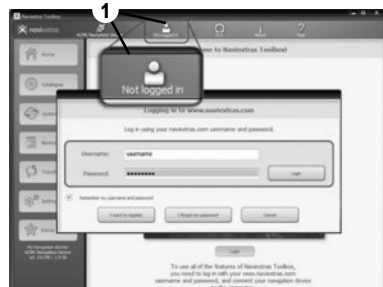 1
Naviextras Toolbox
naviextras
Not logged in
Help
Welcome to Naviextras Toolbox!
Home
Catalogue
Not logged in
Logging in to www.naviextras.com
Log in using your naviextras.com username and password.
Username:
username
Password:
Login
Remember my username and password
I want to register
I forgot my password
Cancel
Login
To use all of the features of Naviextras Toolbox,
you need to log in with your www.naviextras.com
username and password, and connect your navigation device